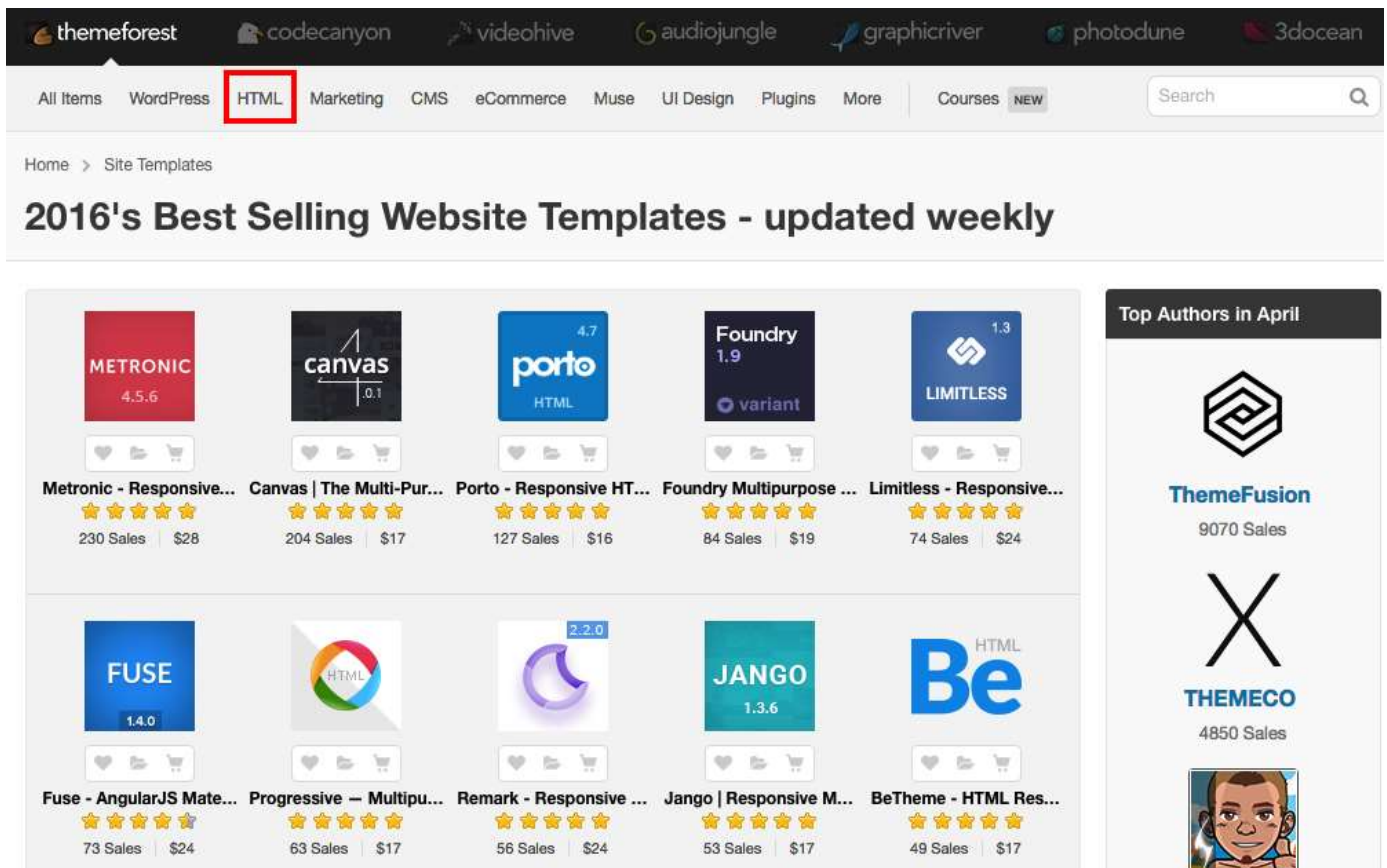 themeforest codecanyon videohive audiojungle graphicriver photodune 3docean
All Items WordPress HTML Marketing CMS eCommerce Muse UI Design Plugins More Courses NEW Search
Home > Site Templates
2016's Best Selling Website Templates - updated weekly
METRONIC
4.5.6
canvas
.0.1
4.7
porto
HTML
Foundry
1.9
variant
1.3
LIMITLESS
Metronic - Responsive... Canvas | The Multi-Pur... Porto - Responsive HT... Foundry Multipurpose ... Limitless - Responsive...
230 Sales $28 204 Sales $17 127 Sales $16 84 Sales $19 74 Sales $24
FUSE
1.4.0
HTML
2.2.0
JANGO
1.3.6
HTML
Be
Fuse - AngularJS Mate... Progressive — Multipu... Remark - Responsive ... Jango | Responsive M... BeTheme - HTML Res...
73 Sales $24 63 Sales $17 56 Sales $24 53 Sales $17 49 Sales $17
Top Authors in April
ThemeFusion
9070 Sales
X
THEMECO
4850 Sales